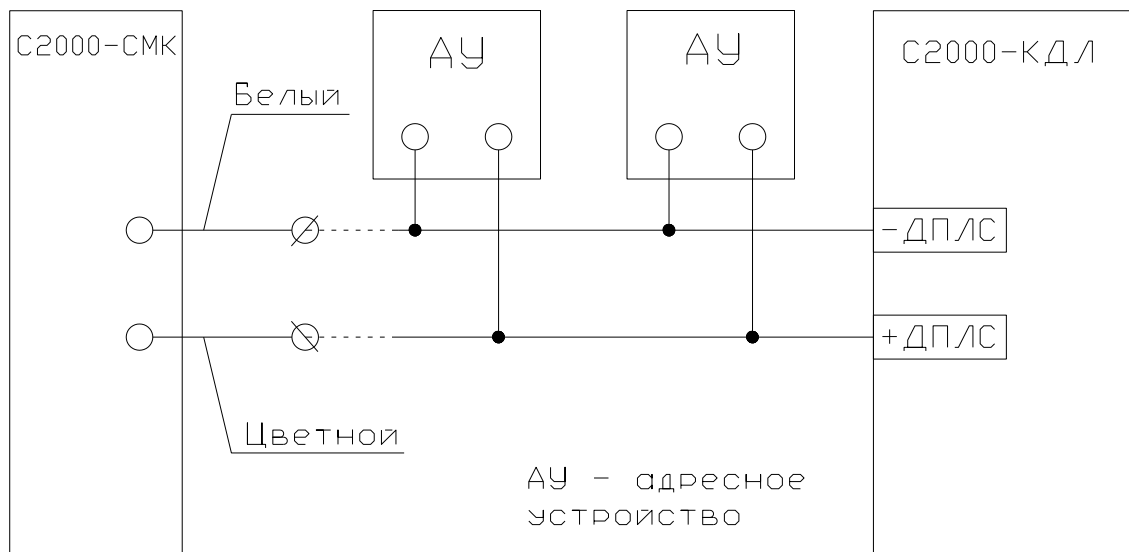 С2000-СМК
АУ
АУ
С2000-КДЛ
Белый
-ДПЛС
+ДПЛС
Цветной
АУ - адресное
устройство